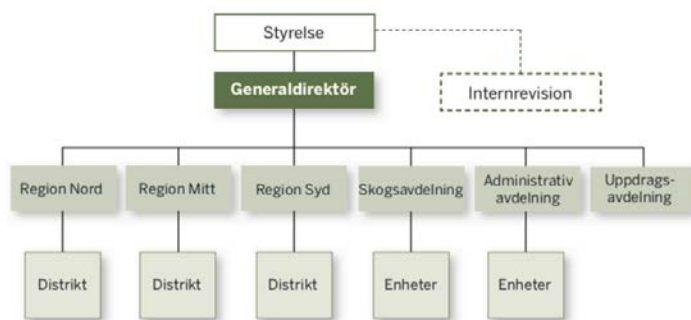 Styrelse
Generaldirektör
Internrevision
Region Nord
Region Mitt
Region Syd
Skogsavdelning
Administrativ
avdelning
Uppdrags-
avdelning
Distrikt
Distrikt
Distrikt
Enheter
Enheter